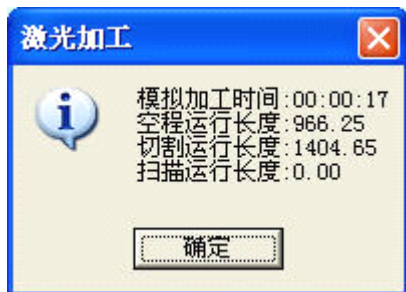 激光加工
模拟加工时间:00:00:17
空程运行长度:966.25
切割运行长度:1404.65
扫描运行长度:0.00
确定